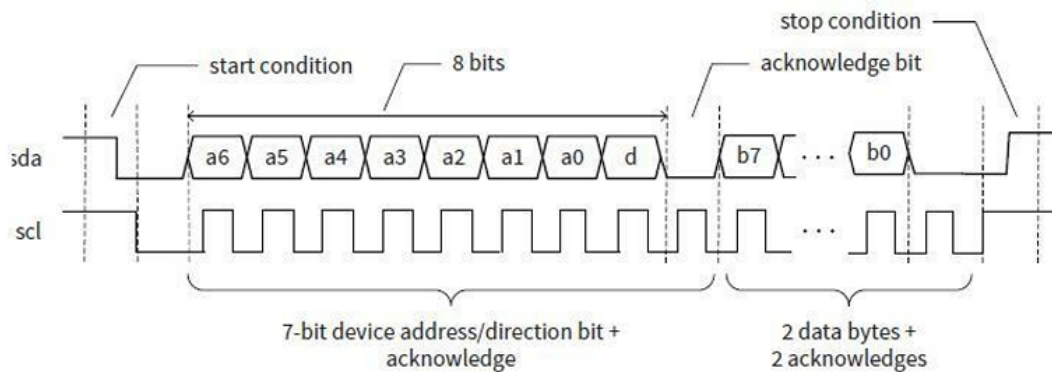 stop condition
start condition
8 bits
acknowledge bit
sda
a6 a5 a4 a3 a2 a1 a0 d b7 ... b0
scl
...
7-bit device address/direction bit +
acknowledge
2 data bytes +
2 acknowledges